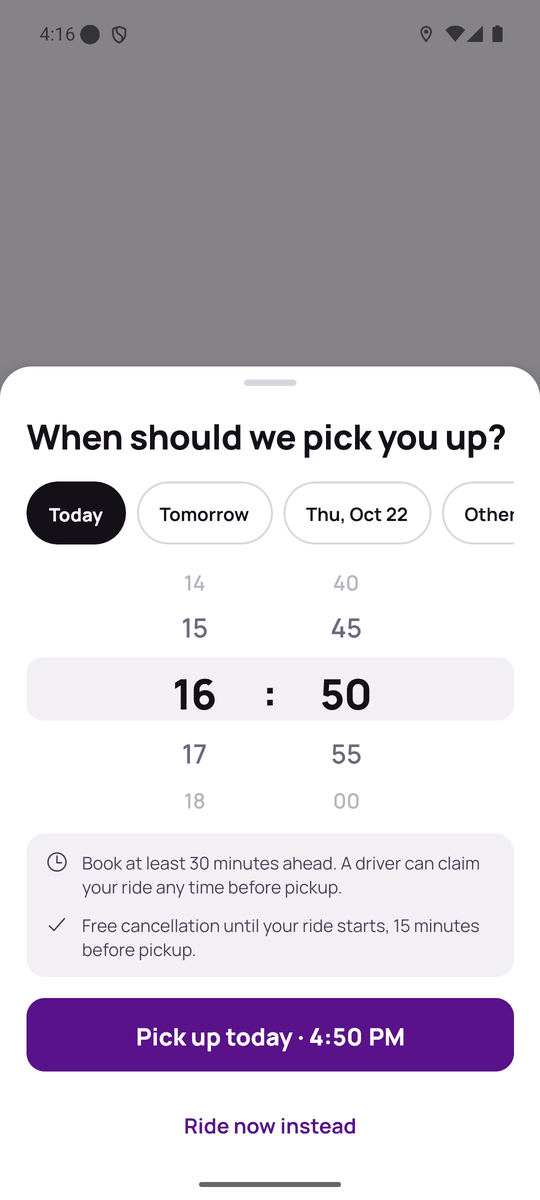 4:16
When should we pick you up?
Today
Tomorrow
Thu, Oct 22
Other
14
40
15
45
16 : 50
17
55
18
00
Book at least 30 minutes ahead. A driver can claim
your ride any time before pickup.
Free cancellation until your ride starts, 15 minutes
before pickup.
Pick up today · 4:50 PM
Ride now instead